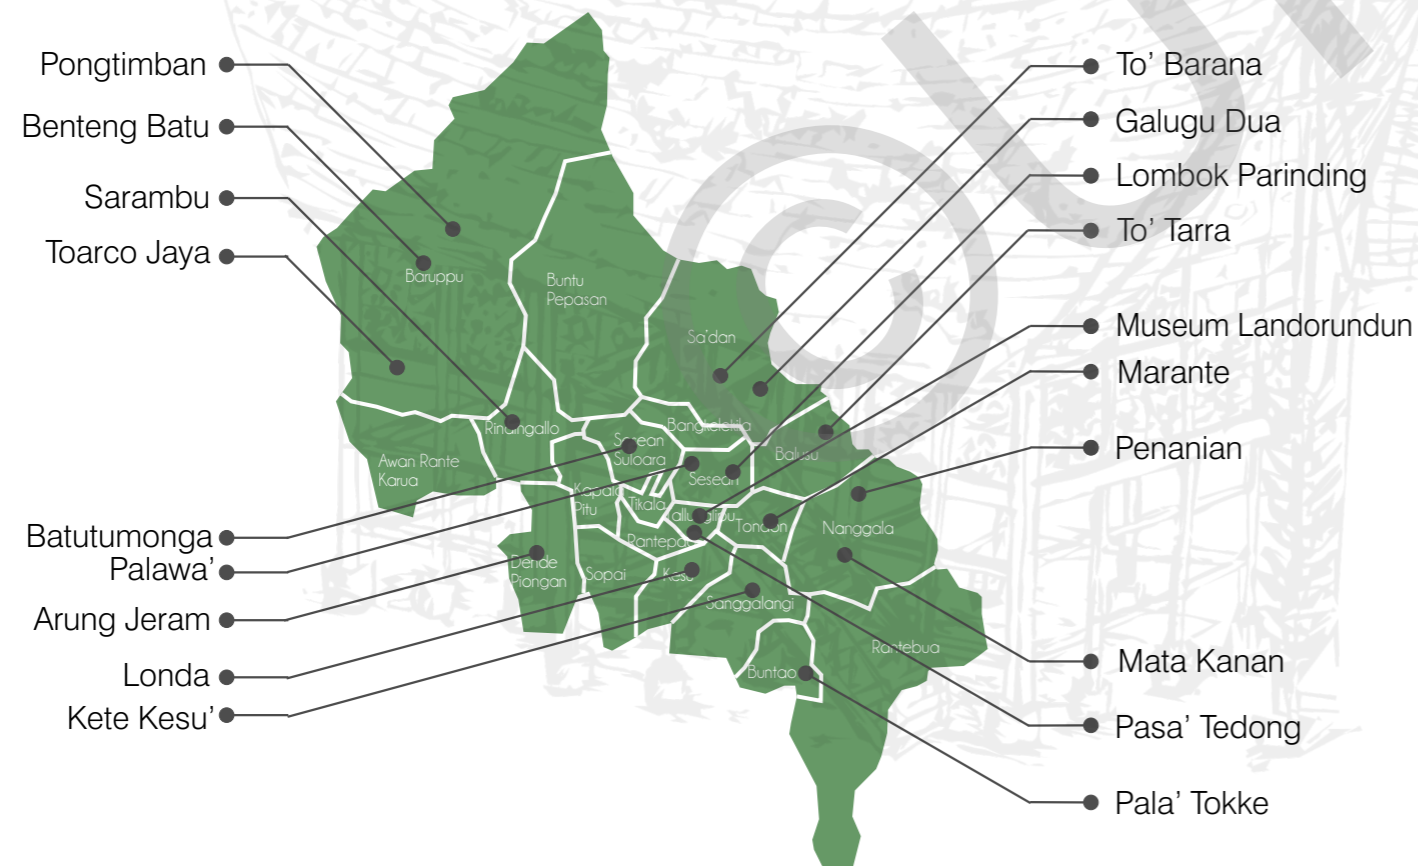 Pongtimban
Benteng Batu
Sarambu
Toarco Jaya
Batutumonga
Palawa’
Arung Jeram
Londa
Kete Kesu’
To’ Barana
Galugu Dua
Lombok Parinding
To’ Tarra
Museum Landorundun
Marante
Penanian
Mata Kanan
Pasa’ Tedong
Pala’ Tokke
Baruppu
Buntu
Pepasan
Sa'dan
Rindingallo
Awan Rante
Karua
Sesean
Suloara
Balusu
Sesean
Kapala
Pitu
Tikala
Tondon
Nanggala
Dende
Piongan
Sopai
Kesu
Sanggalangi
Buntao
Rantebua
©